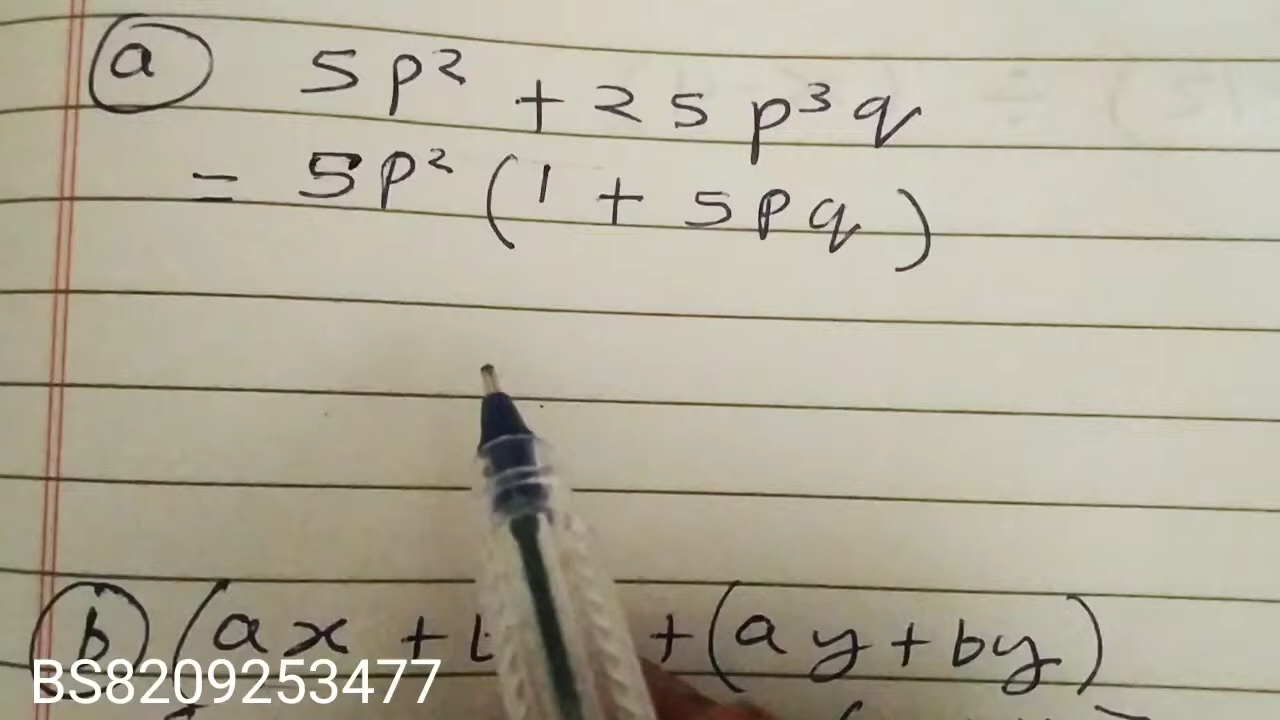 a 5p² + 25p³q
= 5p² (1 + 5pq)
b (ax + + (ay + by)
BS8209253477